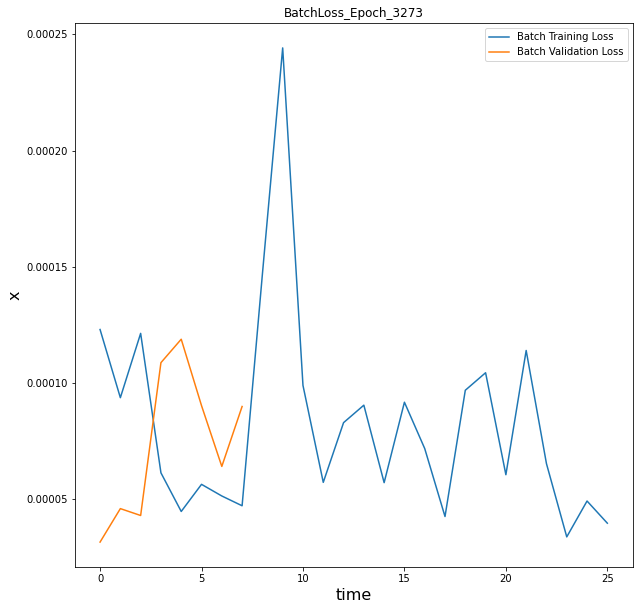 BatchLoss_Epoch_3273
Batch Training Loss
Batch Validation Loss
0.00025
0.00020
0.00015
0.00010
0.00005
x
0
5
10
15
20
25
time